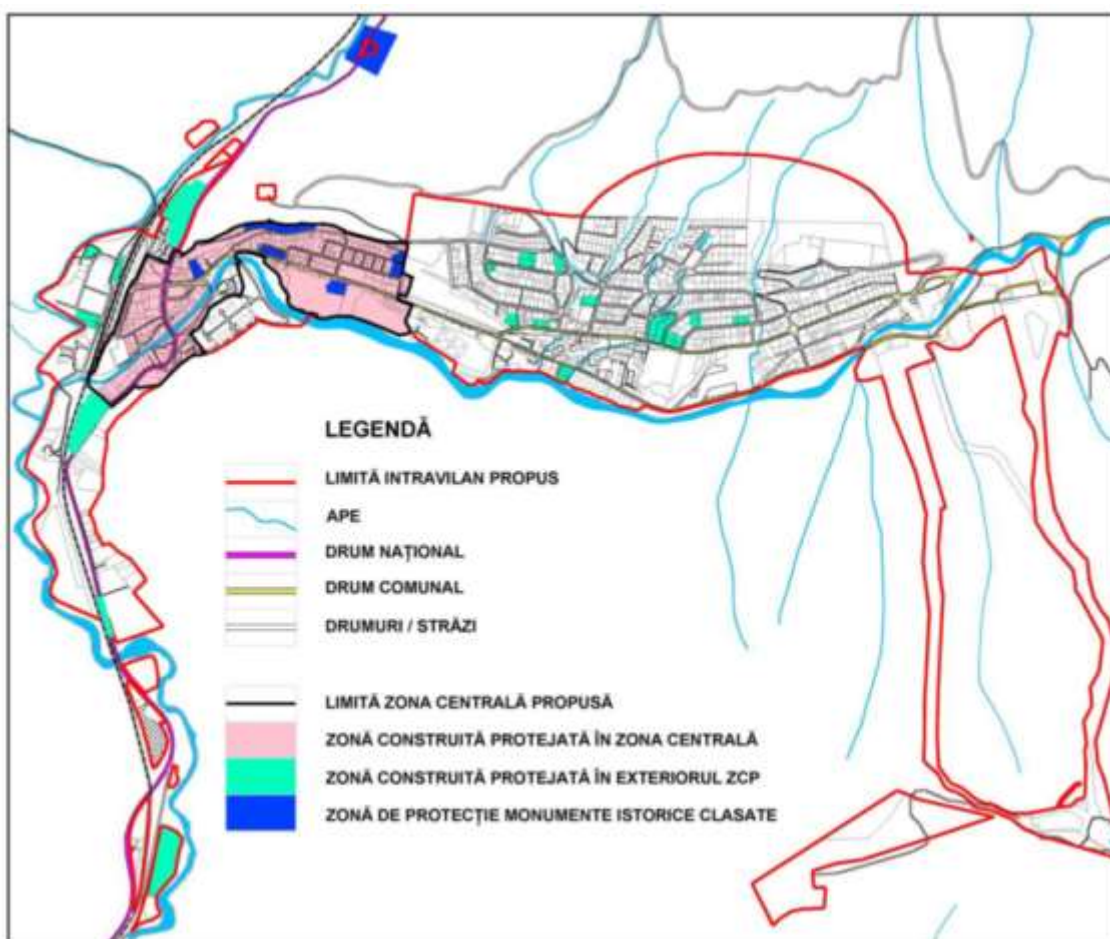 D
LEGENDĂ
LIMITĂ INTRAVILAN PROPUS
APE
DRUM NAȚIONAL
DRUM COMUNAL
DRUMURI / STRĂZI
LIMITĂ ZONA CENTRALĂ PROPUSĂ
ZONĂ CONSTRUITĂ PROTEJATĂ ÎN ZONA CENTRALĂ
ZONĂ CONSTRUITĂ PROTEJATĂ ÎN EXTERIORUL ZCP
ZONĂ DE PROTECȚIE MONUMENTE ISTORICE CLASATE